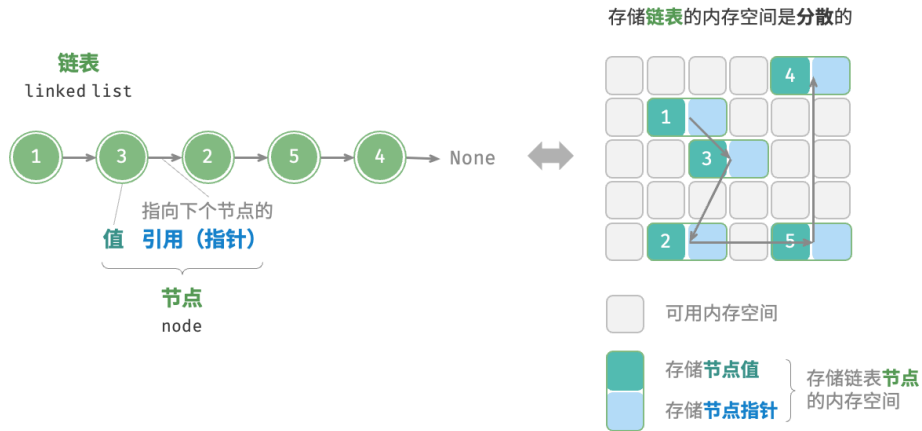 存储链表的内存空间是分散的
链表
linked list
1
3
2
5
4
None
指向下个节点的
值 引用（指针）
节点
node
4
1
3
2
5
可用内存空间
存储节点值
存储节点指针
存储链表节点
的内存空间